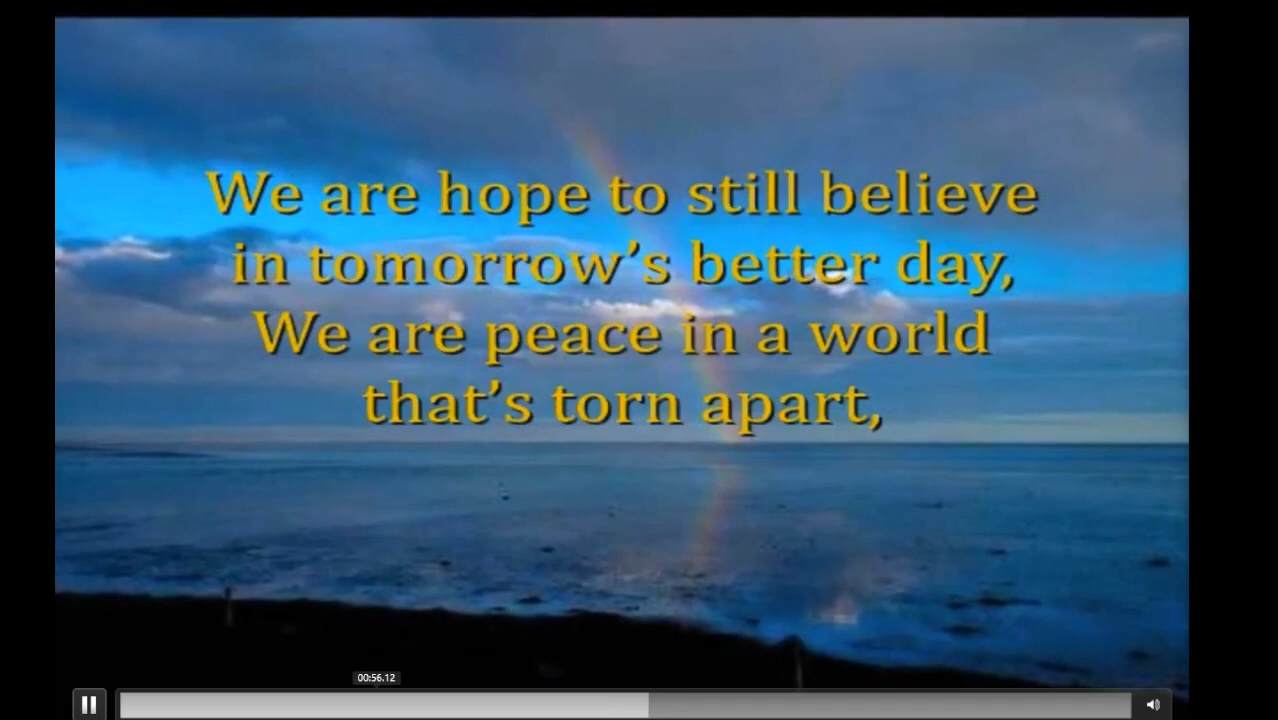 We are hope to still believe
in tomorrow’s better day,
We are peace in a world
that’s torn apart,
00:56.12